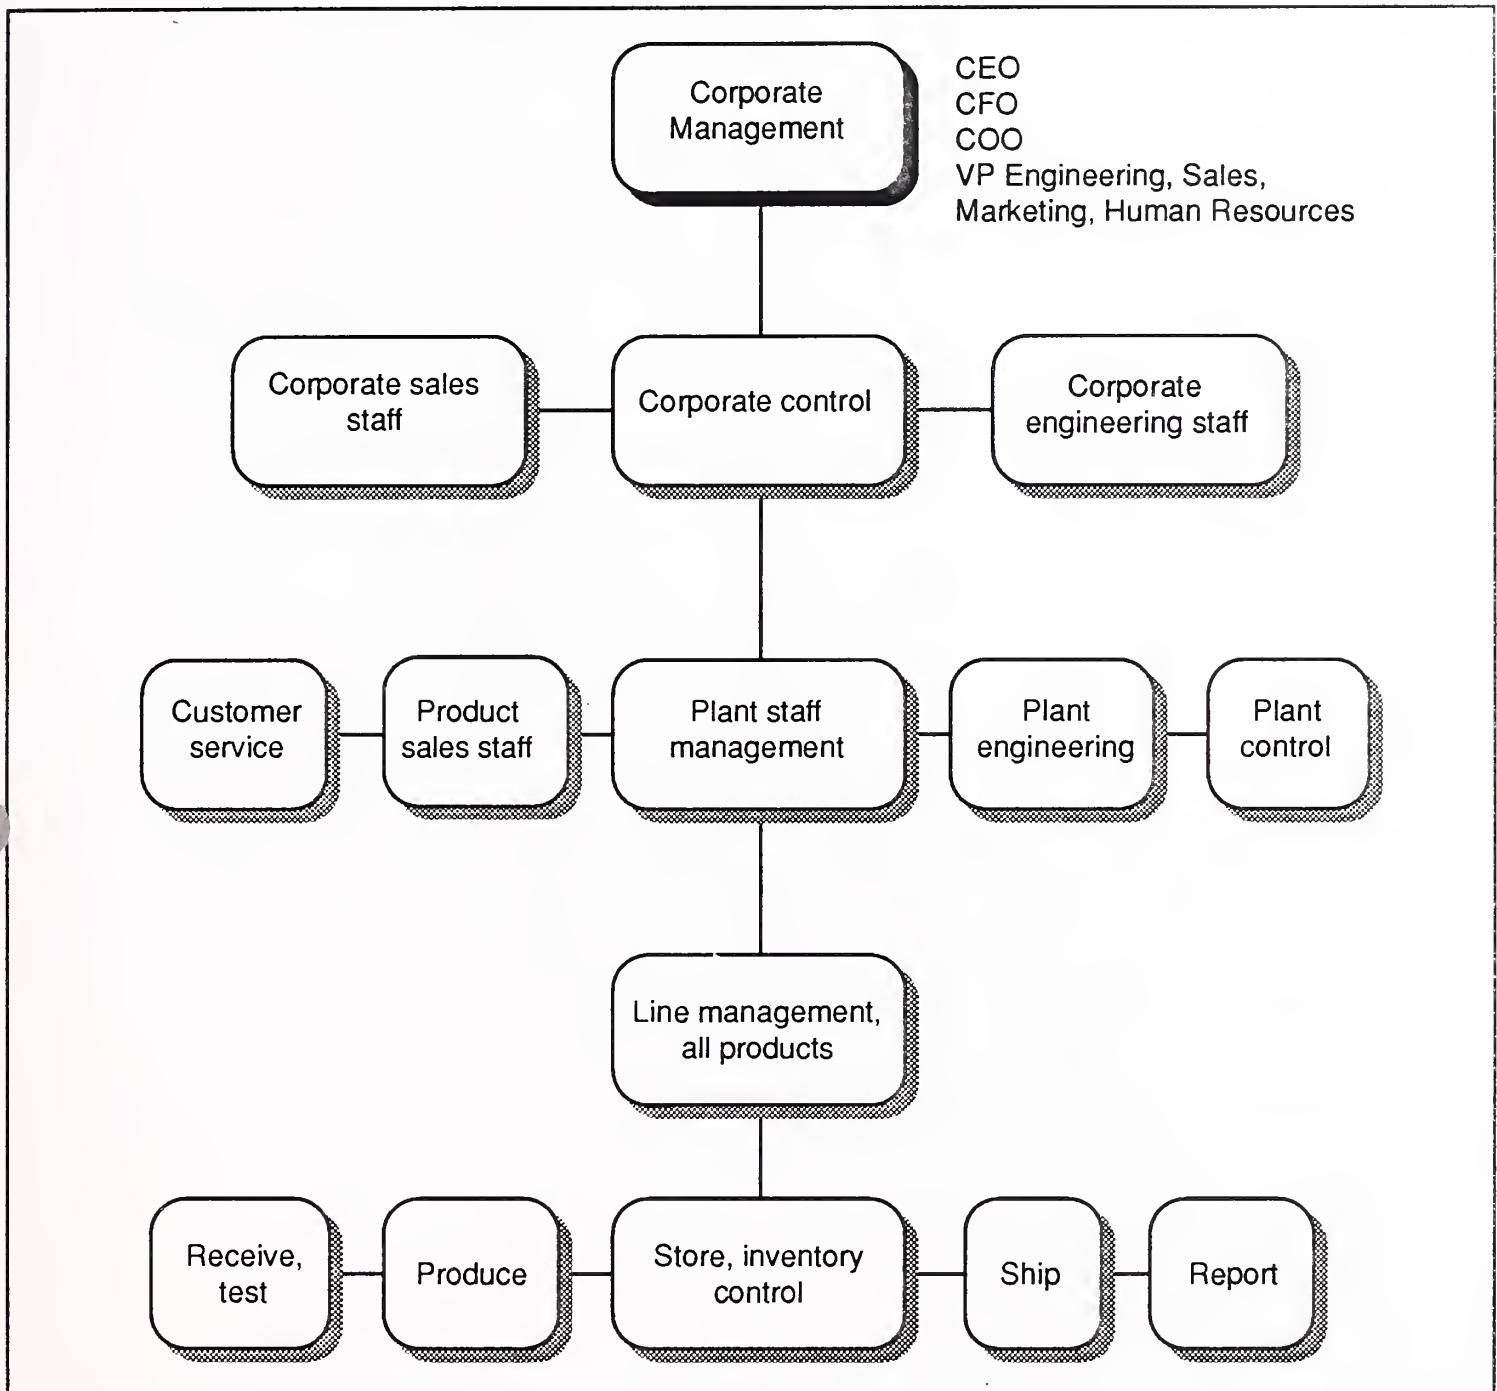 Corporate
Management
CEO
CFO
COO
VP Engineering, Sales,
Marketing, Human Resources
Corporate sales
staff
Corporate control
Corporate
engineering staff
Customer
service
Product
sales staff
Plant staff
management
Plant
engineering
Plant
control
Line management,
all products
Receive,
test
Produce
Store, inventory
control
Ship
Report